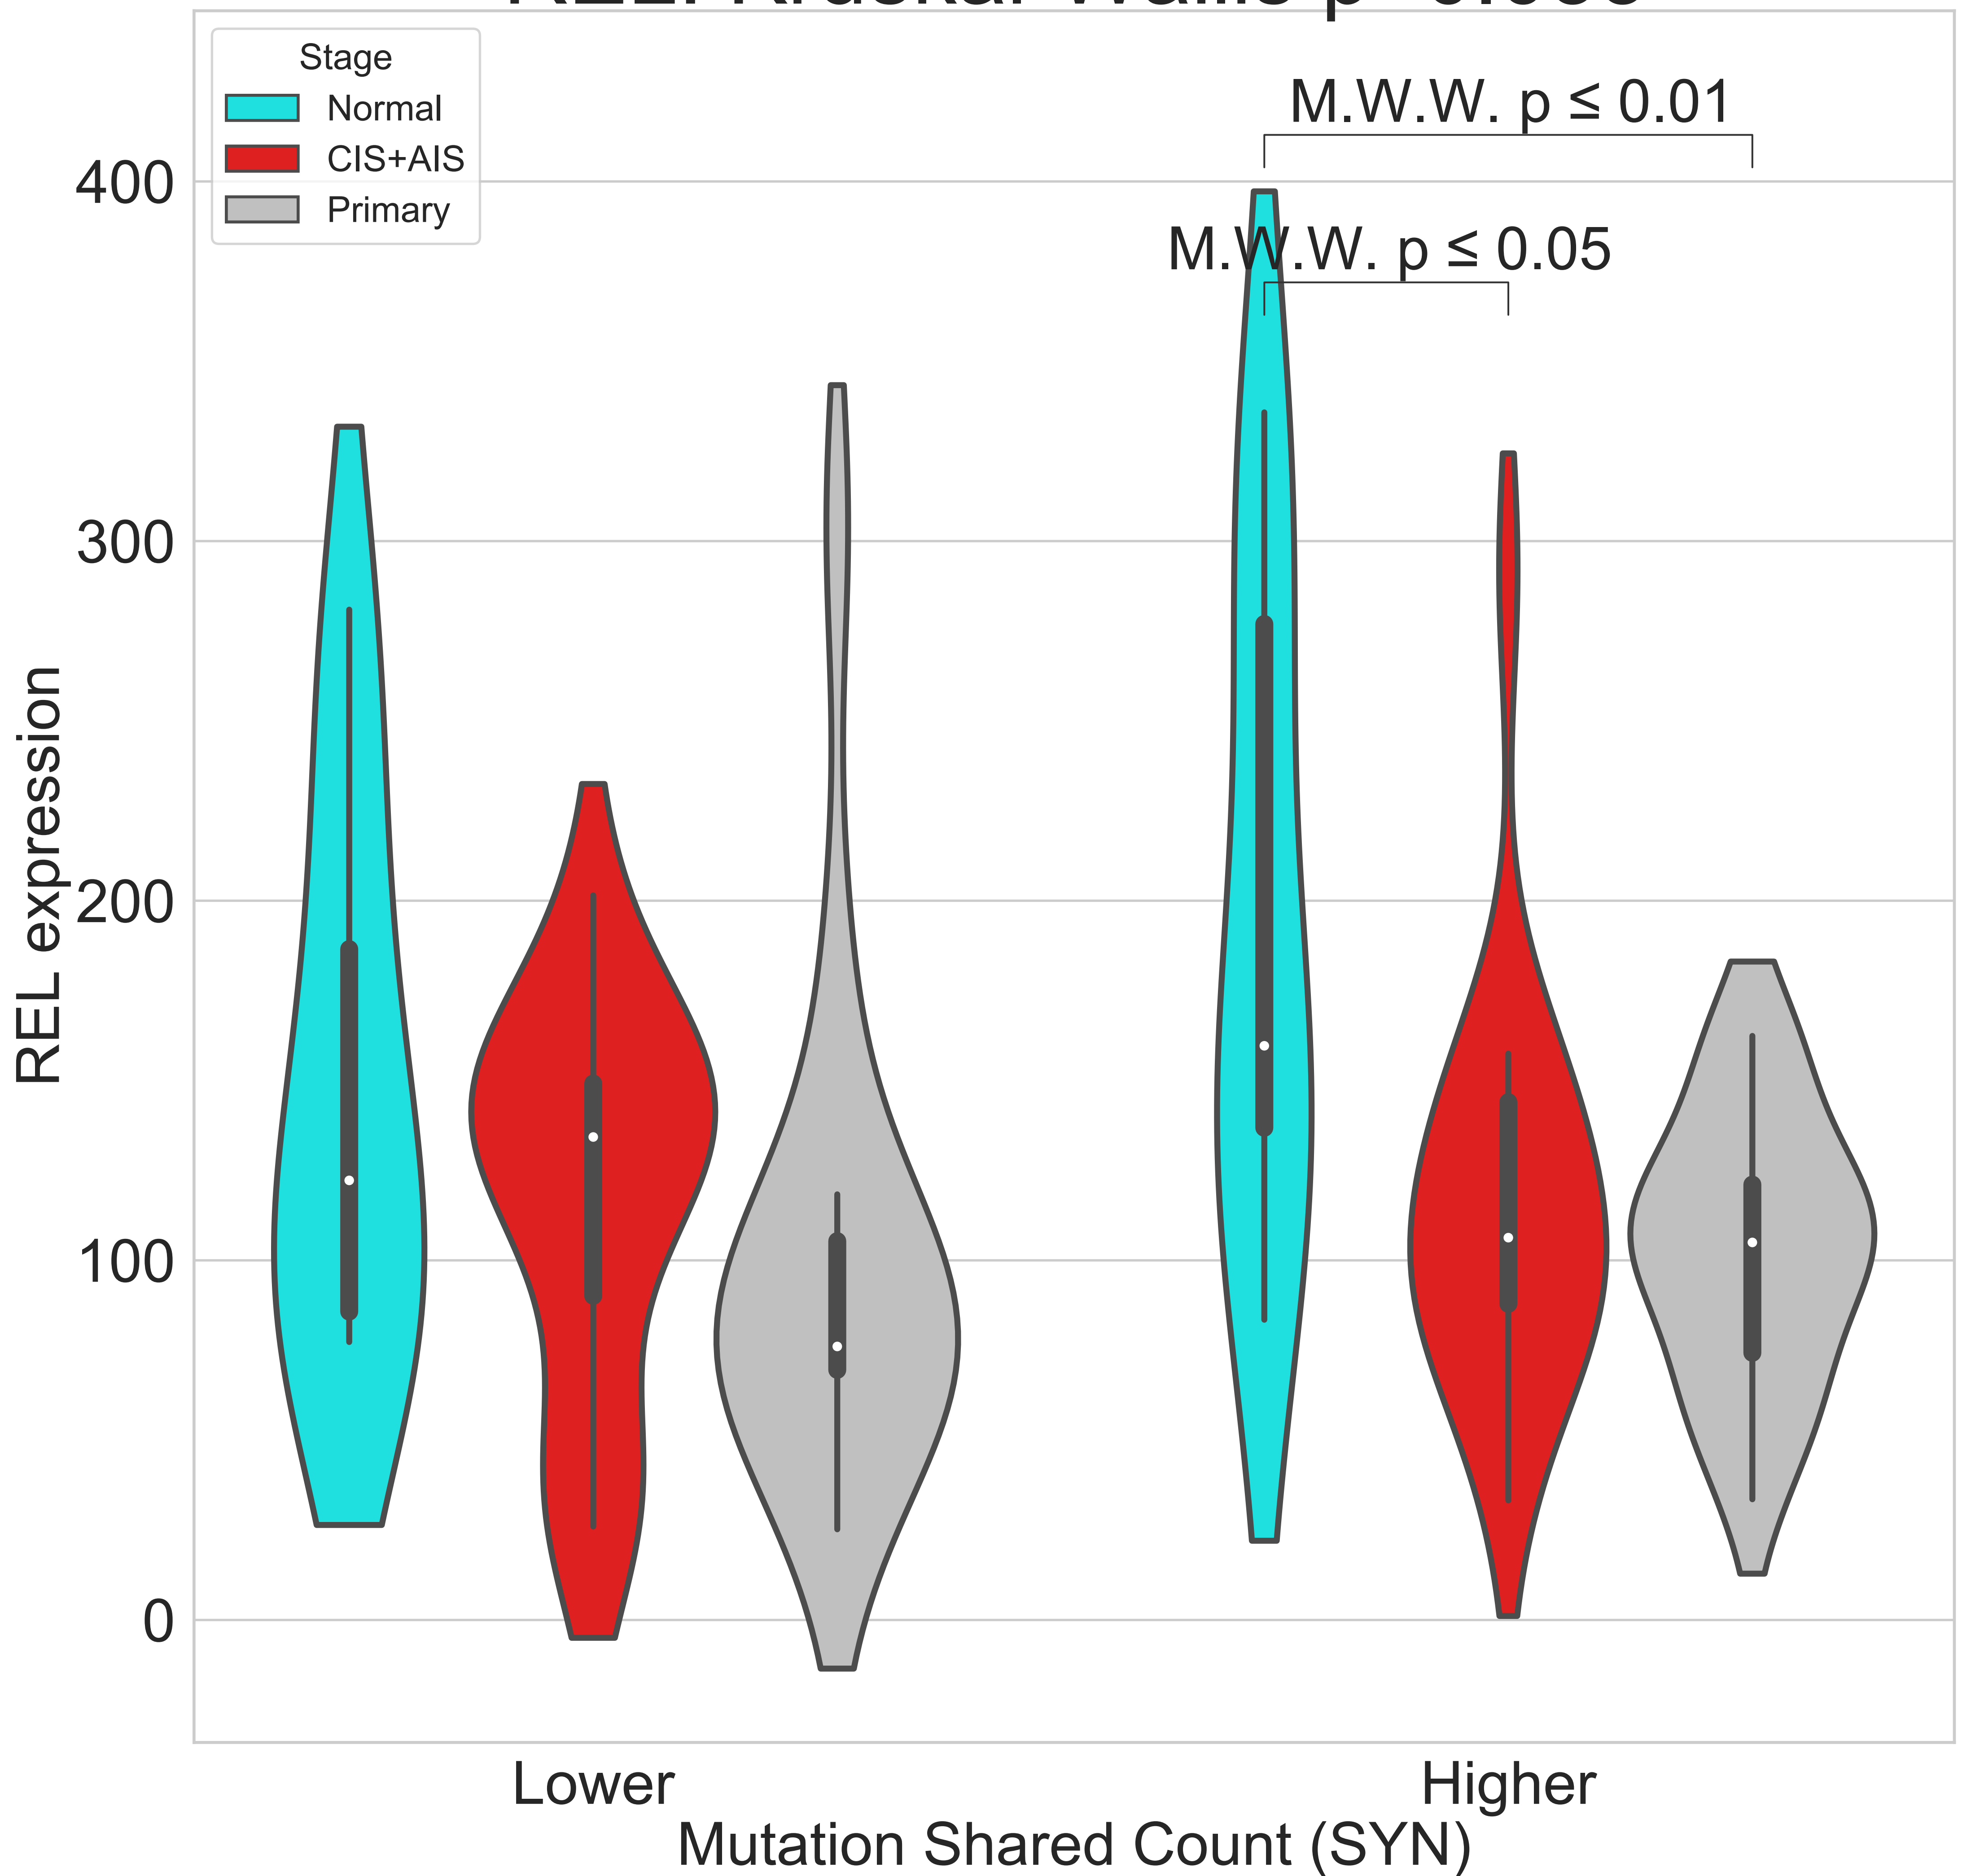 Stage
Normal
CIS+AIS
Primary
M.W.W. p ≤ 0.01
M.W.W. p ≤ 0.05
400
300
200
100
0
REL expression
Lower
Higher
Mutation Shared Count (SYN)